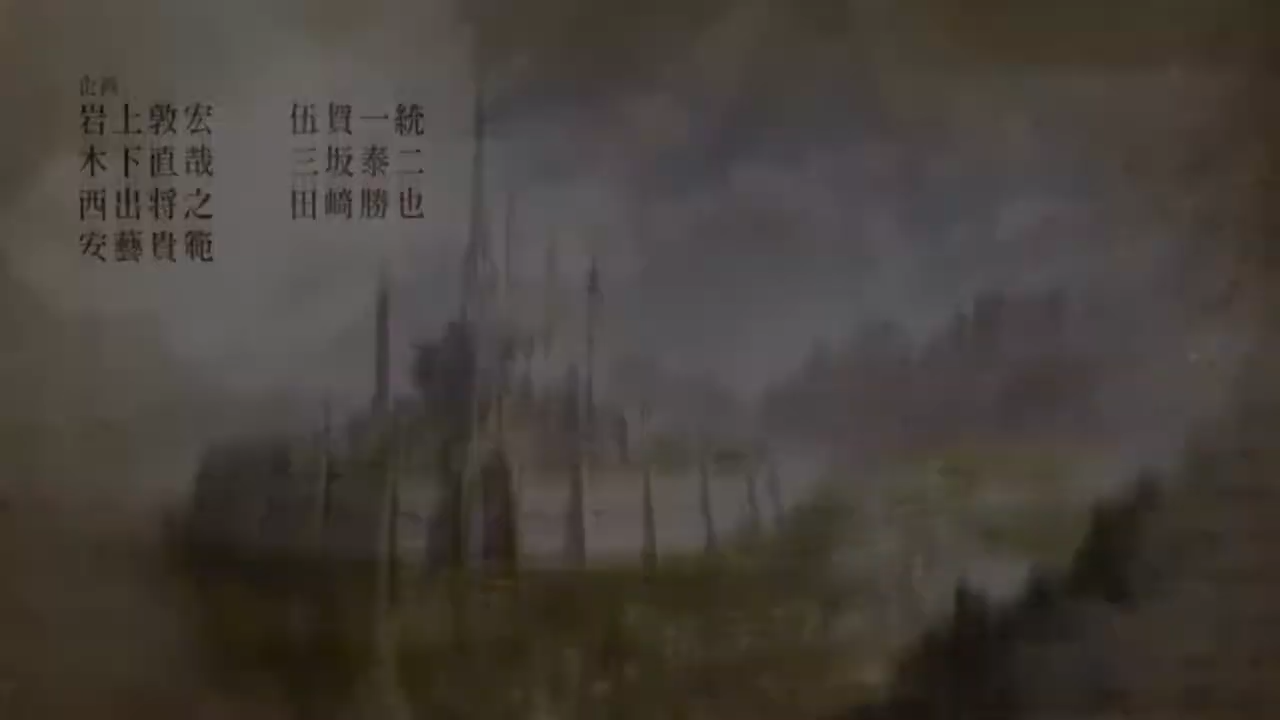 企画
岩上敦宏
木下直哉
西出将之
安藝貴範
伍賀一統
三坂泰二
田﨑勝也